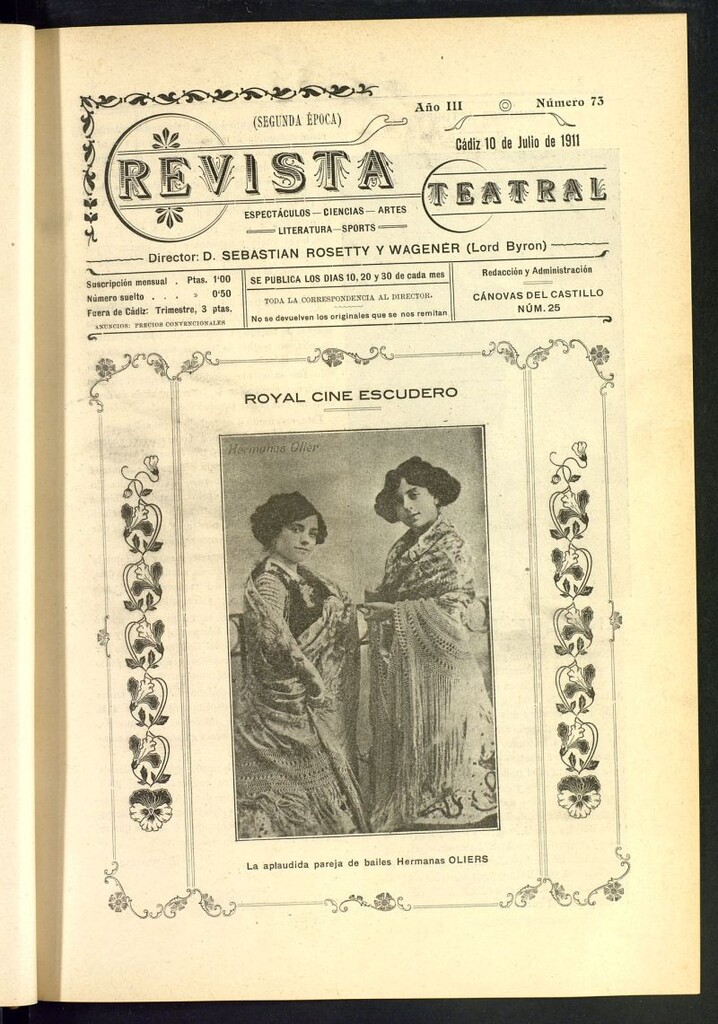 (SEGUNDA ÉPOCA)
Año III
Número 73
Cádiz 10 de Julio de 1911
REVISTA TEATRAL
ESPECTÁCULOS — CIENCIAS — ARTES
LITERATURA — SPORTS
Director: D. SEBASTIAN ROSETTY Y WAGENER (Lord Byron)
Suscripción mensual . Ptas. 1'00
Número suelto . . . » 0'50
Fuera de Cádiz: Trimestre, 3 ptas.
ANUNCIOS: PRECIOS CONVENCIONALES
SE PUBLICA LOS DIAS 10, 20 y 30 de cada mes
TODA LA CORRESPONDENCIA AL DIRECTOR.
No se devuelven los originales que se nos remitan
Redacción y Administración
CÁNOVAS DEL CASTILLO
NÚM. 25
ROYAL CINE ESCUDERO
Hermanas Olier
La aplaudida pareja de bailes Hermanas OLIERS